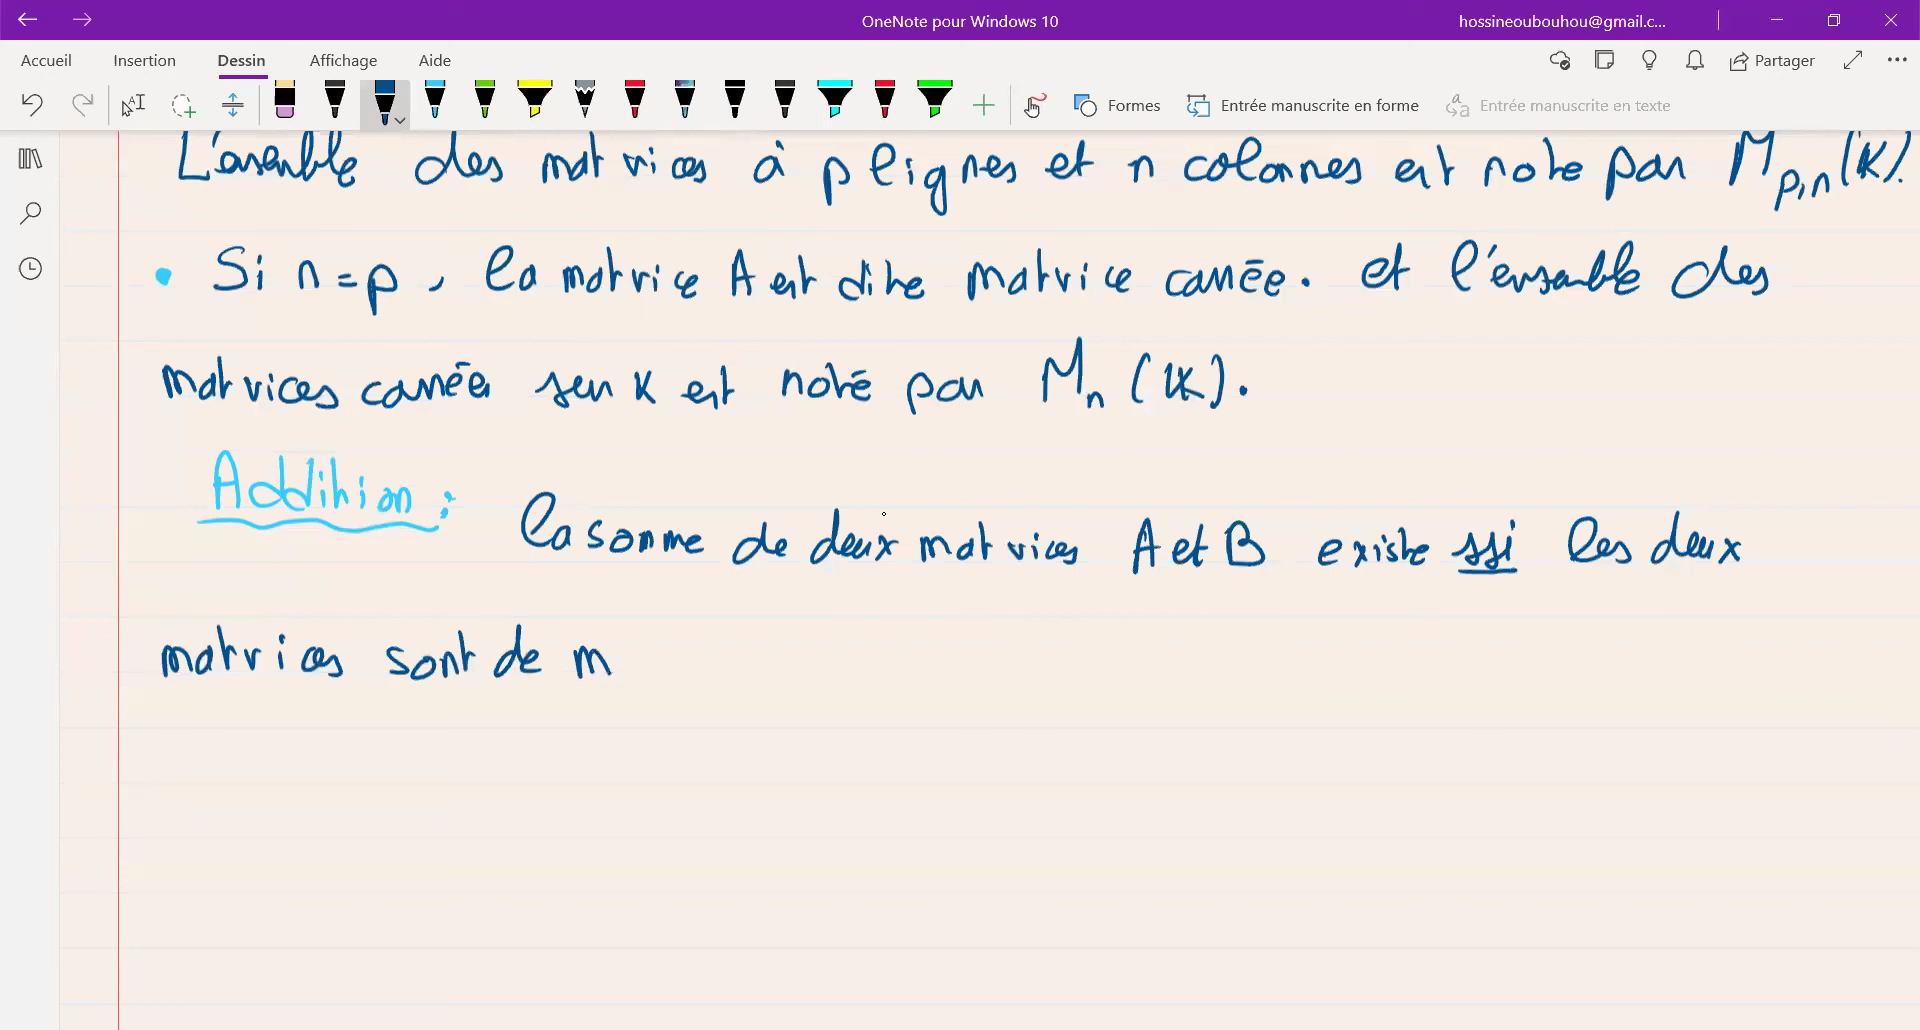 OneNote pour Windows 10
hossineoubouhou@gmail.c...
Accueil Insertion Dessin Affichage Aide Partager
Formes Entrée manuscrite en forme Entrée manuscrite en texte
L'ensemble des matrices à p lignes et n colonnes est note par M_{p,n}(K).
• Si n = p, la matrice A est dite matrice carrée. et l'ensemble des
matrices carrée sur K est noté par M_n(K).
Addition : la somme de deux matrices A et B existe ssi les deux
matrices sont de m